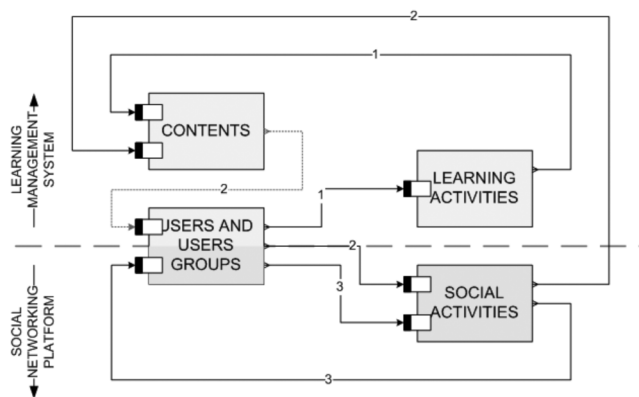 2
1
LEARNING
MANAGEMENT
SYSTEM
CONTENTS
2
LEARNING
ACTIVITIES
1
USERS AND
USERS
GROUPS
2
3
SOCIAL
ACTIVITIES
SOCIAL
NETWORKING
PLATFORM
3